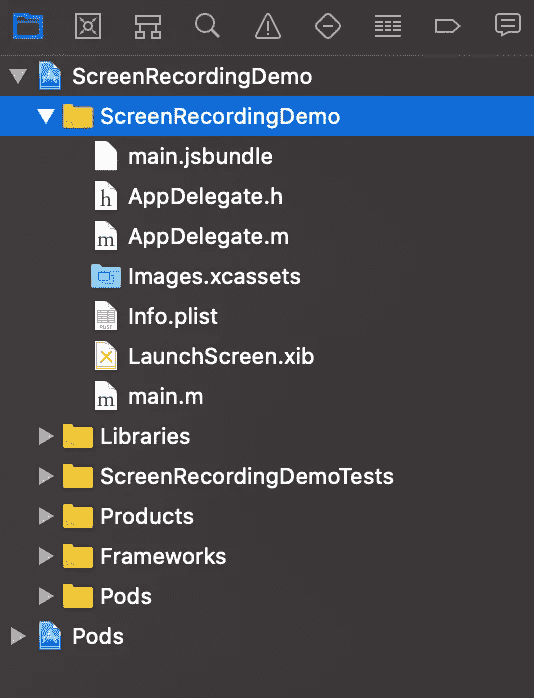 ScreenRecordingDemo
ScreenRecordingDemo
main.jsbundle
h AppDelegate.h
m AppDelegate.m
Images.xcassets
Info.plist
LaunchScreen.xib
m main.m
Libraries
ScreenRecordingDemoTests
Products
Frameworks
Pods
Pods